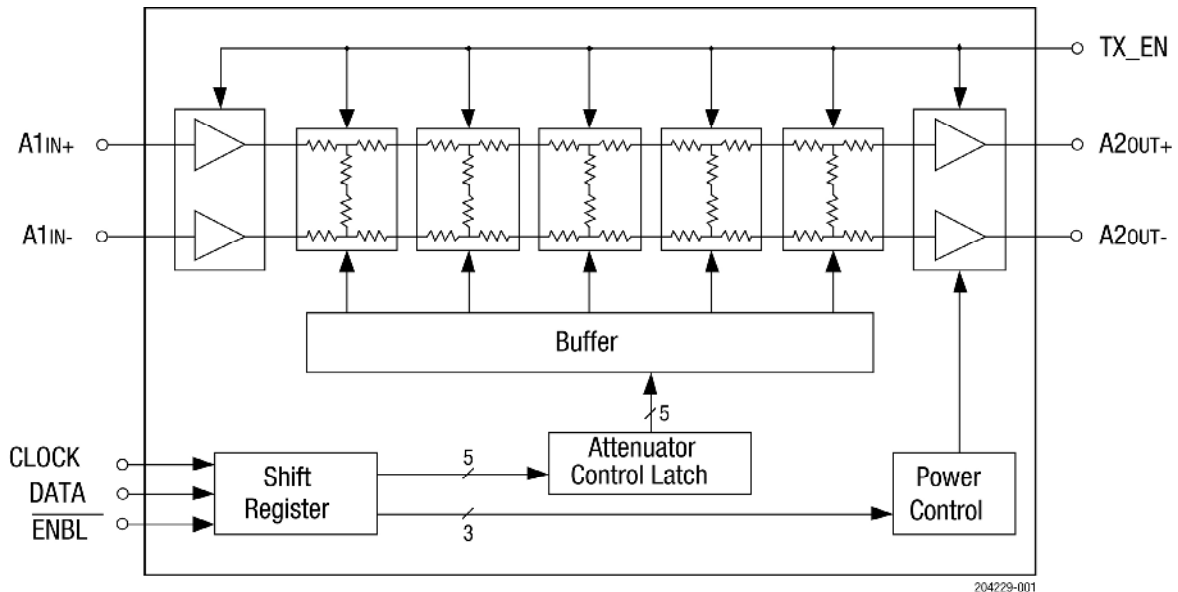 TX_EN
A1IN+
A2OUT+
A1IN-
A2OUT-
Buffer
5
Attenuator
Control Latch
CLOCK
DATA
ENBL
Shift
Register
5
3
Power
Control
204229-001